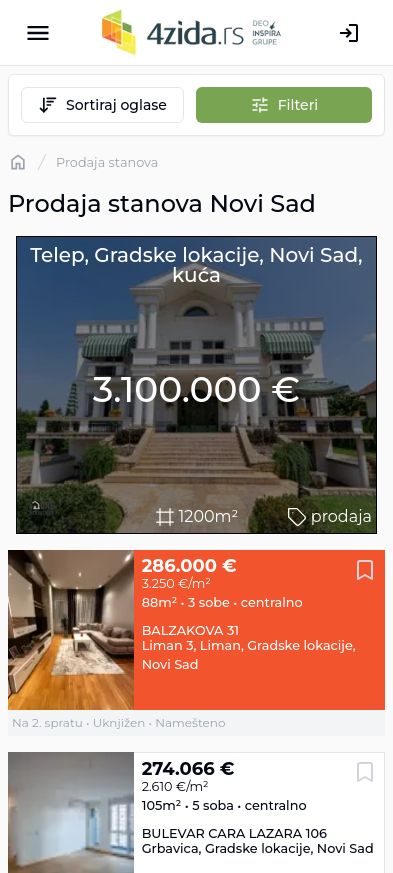 4zida.rs
DEO
INSPIRA
GRUPE
Sortiraj oglase
Filteri
Prodaja stanova
Prodaja stanova Novi Sad
Telep, Gradske lokacije, Novi Sad,
kuća
3.100.000 €
1200m²
prodaja
286.000 €
3.250 €/m²
88m² • 3 sobe • centralno
BALZAKOVA 31
Liman 3, Liman, Gradske lokacije,
Novi Sad
Na 2. spratu • Uknjižen • Namešteno
274.066 €
2.610 €/m²
105m² • 5 soba • centralno
BULEVAR CARA LAZARA 106
Grbavica, Gradske lokacije, Novi Sad